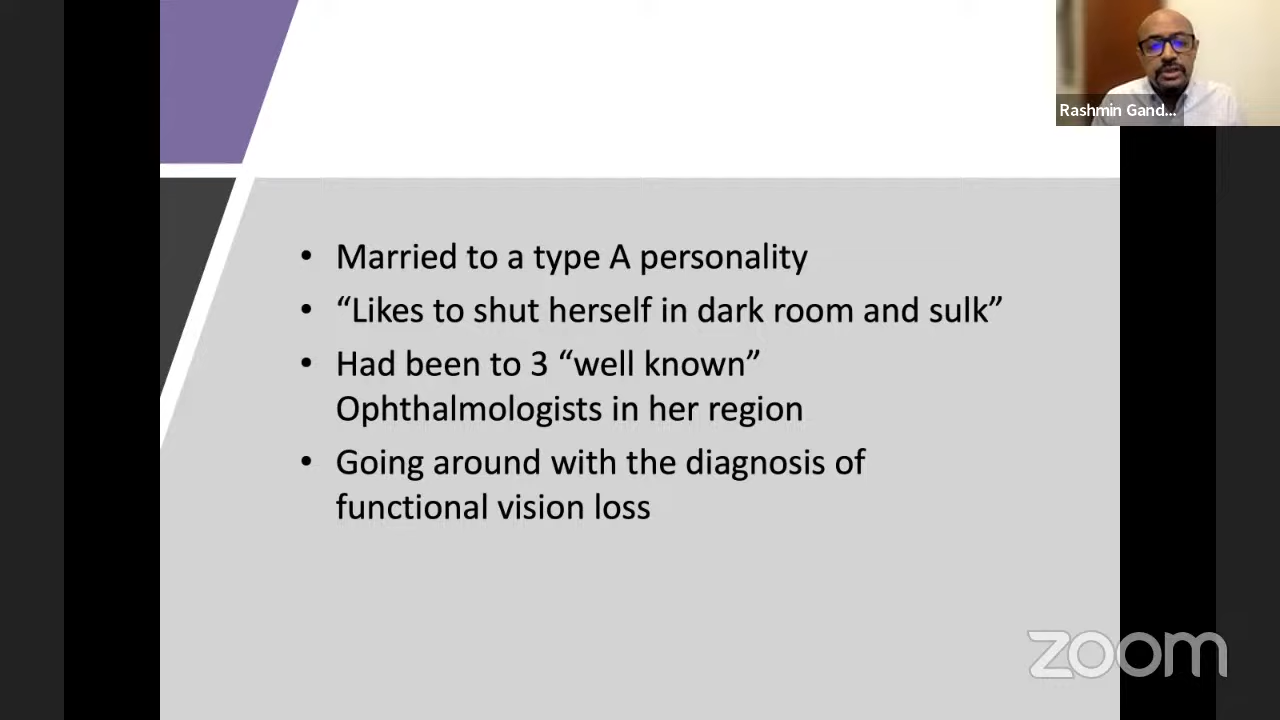 Rashmin Gand...
• Married to a type A personality
• “Likes to shut herself in dark room and sulk”
• Had been to 3 “well known”
Ophthalmologists in her region
• Going around with the diagnosis of
functional vision loss
zoom